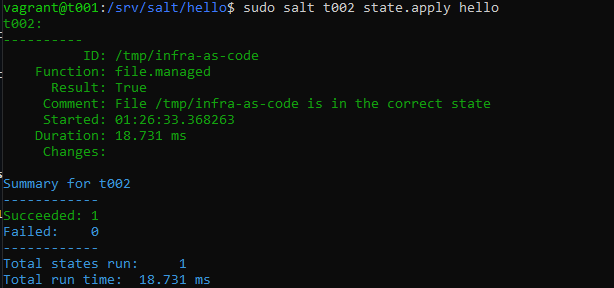 vagrant@t001:/srv/salt/hello$ sudo salt t002 state.apply hello
t002:
----------
          ID: /tmp/infra-as-code
    Function: file.managed
      Result: True
     Comment: File /tmp/infra-as-code is in the correct state
     Started: 01:26:33.368263
    Duration: 18.731 ms
     Changes:

Summary for t002
------------
Succeeded: 1
Failed:    0
------------
Total states run:     1
Total run time:  18.731 ms